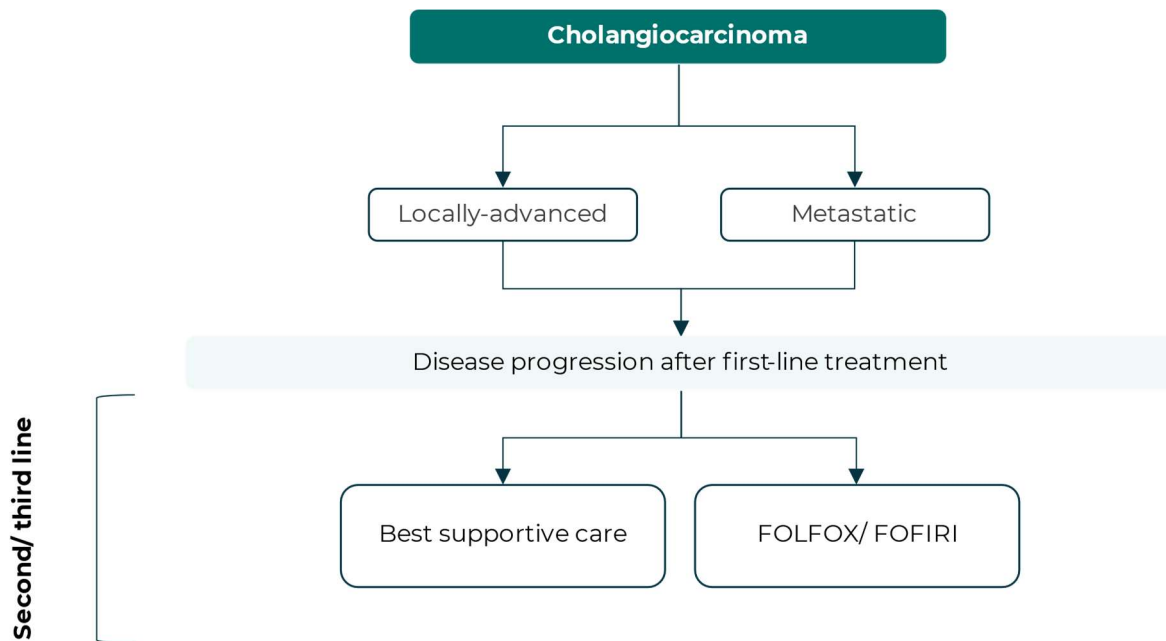 Cholangiocarcinoma
Locally-advanced
Metastatic
Disease progression after first-line treatment
Second/ third line
Best supportive care
FOLFOX/ FOFIRI